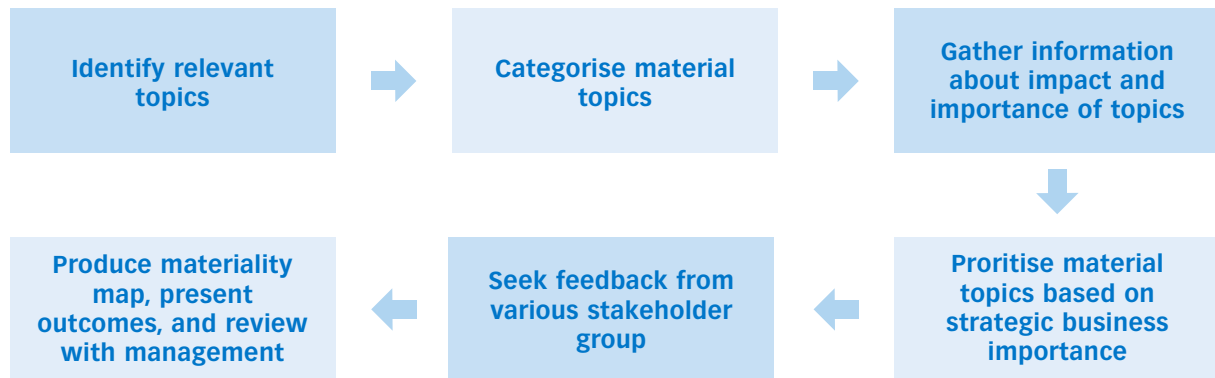 Identify relevant
topics
Categorise material
topics
Gather information
about impact and
importance of topics
Proritise material
topics based on
strategic business
importance
Seek feedback from
various stakeholder
group
Produce materiality
map, present
outcomes, and review
with management